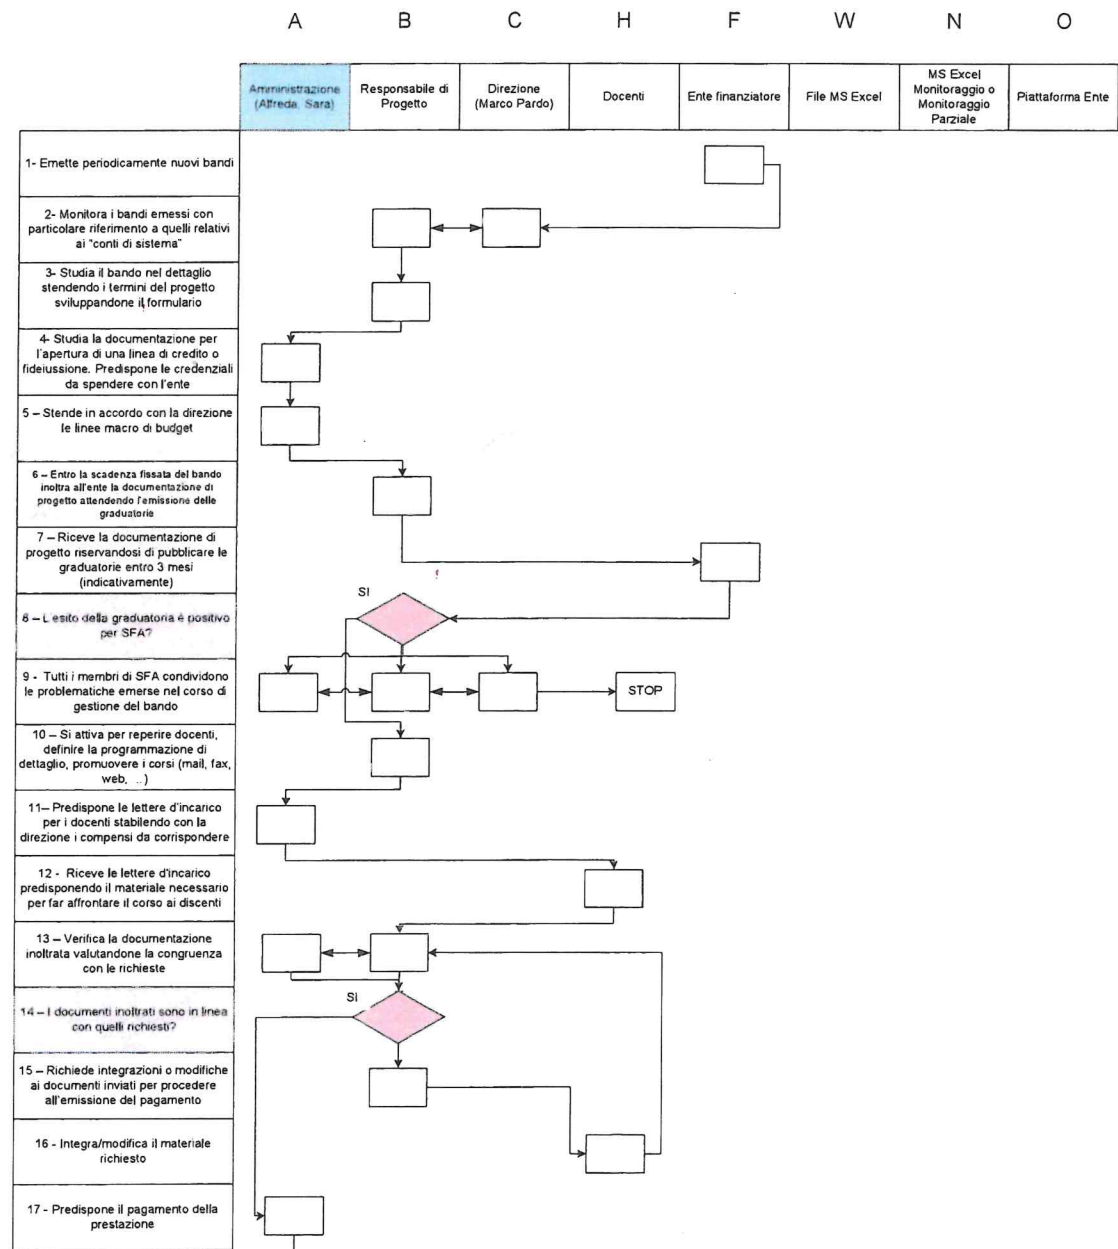 A B C H F W N O
Amministrazione
(Alfreda, Sara)
Responsabile di
Progetto
Direzione
(Marco Pardo)
Docenti
Ente finanziatore
File MS Excel
MS Excel
Monitoraggio o
Monitoraggio
Parziale
Piattaforma Ente
1- Emette periodicamente nuovi bandi
2- Monitora i bandi emessi con
particolare riferimento a quelli relativi
ai "conti di sistema"
3- Studia il bando nel dettaglio
stendendo i termini del progetto
sviluppandone il formulario
4- Studia la documentazione per
l'apertura di una linea di credito o
fideiussione. Predispone le credenziali
da spendere con l'ente
5 – Stende in accordo con la direzione
le linee macro di budget
6 – Entro la scadenza fissata del bando
inoltra all'ente la documentazione di
progetto attendendo l'emissione delle
graduatorie
7 – Riceve la documentazione di
progetto riservandosi di pubblicare le
graduatorie entro 3 mesi
(indicativamente)
SI
8 – L'esito della graduatoria è positivo
per SFA?
9 - Tutti i membri di SFA condividono
le problematiche emerse nel corso di
gestione del bando
STOP
10 – Si attiva per reperire docenti,
definire la programmazione di
dettaglio, promuovere i corsi (mail, fax,
web, ...)
11– Predispone le lettere d'incarico
per i docenti stabilendo con la
direzione i compensi da corrispondere
12 - Riceve le lettere d'incarico
predisponendo il materiale necessario
per far affrontare il corso ai discenti
13 – Verifica la documentazione
inoltrata valutandone la congruenza
con le richieste
SI
14 – I documenti inoltrati sono in linea
con quelli richiesti?
15 – Richiede integrazioni o modifiche
ai documenti inviati per procedere
all'emissione del pagamento
16 - Integra/modifica il materiale
richiesto
17 - Predispone il pagamento della
prestazione